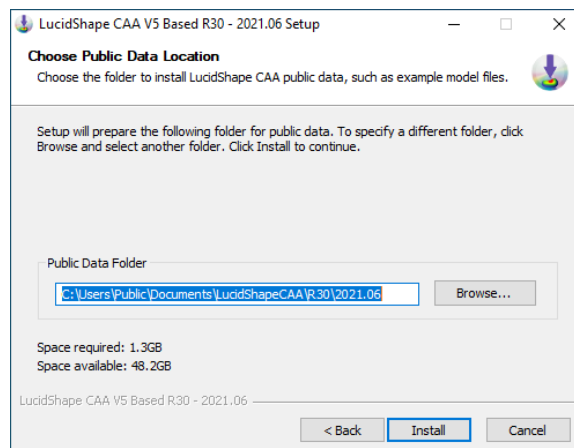 LucidShape CAA V5 Based R30 - 2021.06 Setup
Choose Public Data Location
Choose the folder to install LucidShape CAA public data, such as example model files.
Setup will prepare the following folder for public data. To specify a different folder, click
Browse and select another folder. Click Install to continue.
Public Data Folder
C:\Users\Public\Documents\LucidShapeCAA\R30\2021.06
Browse...
Space required: 1.3GB
Space available: 48.2GB
LucidShape CAA V5 Based R30 - 2021.06
< Back Install Cancel